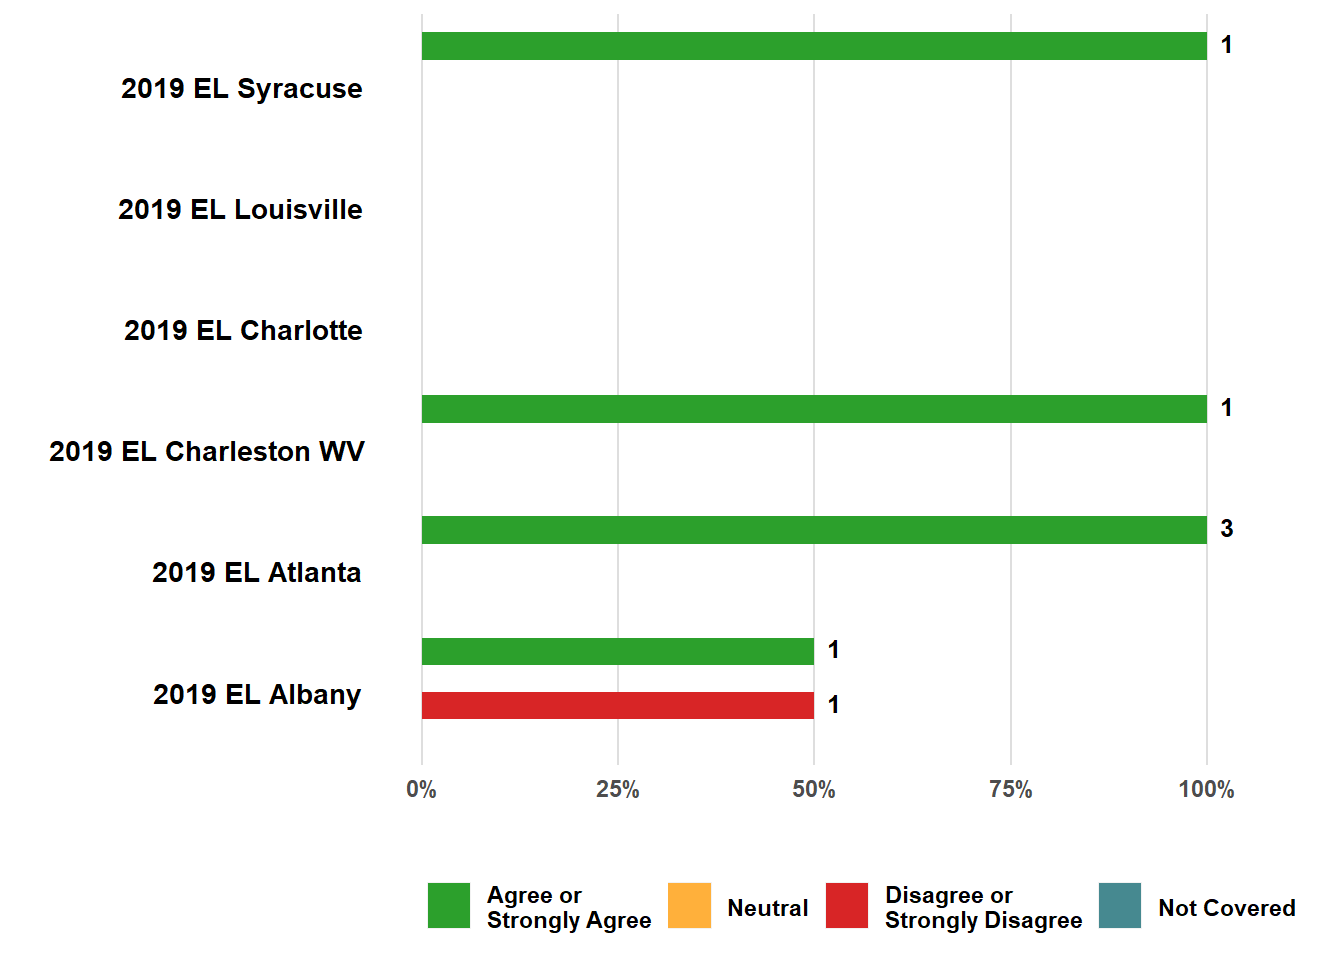 1
2019 EL Syracuse
2019 EL Louisville
2019 EL Charlotte
1
2019 EL Charleston WV
3
2019 EL Atlanta
1
2019 EL Albany
1
0% 25% 50% 75% 100%
Agree or
Strongly Agree
Neutral
Disagree or
Strongly Disagree
Not Covered